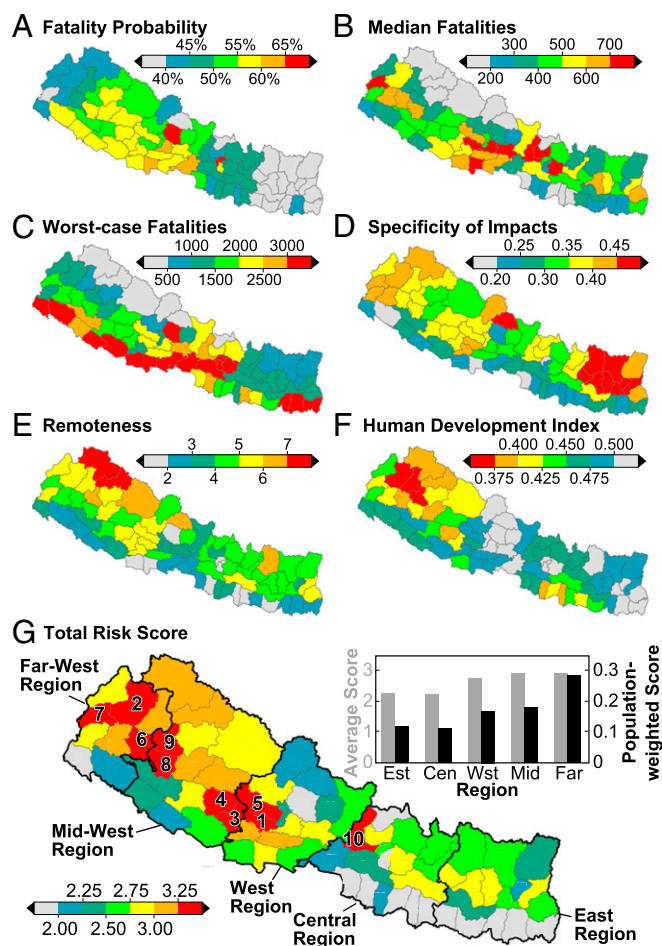 A Fatality Probability
45% 55% 65%
40% 50% 60%
B Median Fatalities
300 500 700
200 400 600
C Worst-case Fatalities
1000 2000 3000
500 1500 2500
D Specificity of Impacts
0.25 0.35 0.45
0.20 0.30 0.40
E Remoteness
3 5 7
2 4 6
F Human Development Index
0.400 0.450 0.500
0.375 0.425 0.475
G Total Risk Score
Far-West
Region
2
7
6
9
8
4
3
5
1
10
Mid-West
Region
West
Region
Central
Region
East
Region
2.25 2.75 3.25
2.00 2.50 3.00
Average Score
3
2
1
0
Population-
weighted Score
0.3
0.2
0.1
0
Est Cen Wst Mid Far
Region